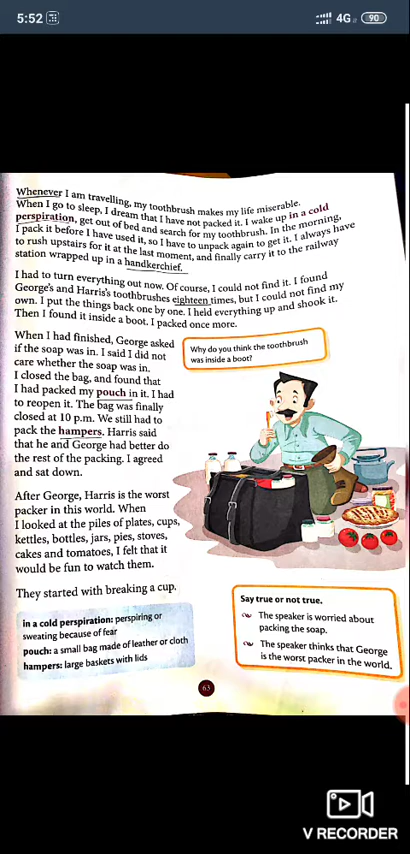 5:52
4G
90
Whenever I am travelling, my toothbrush makes my life miserable.
When I go to sleep, I dream that I have not packed it. I wake up in a cold
perspiration, get out of bed and search for my toothbrush. In the morning,
I pack it before I have used it, so I have to unpack again to get it. I always have
to rush upstairs for it at the last moment, and finally carry it to the railway
station wrapped up in a handkerchief.
I had to turn everything out now. Of course, I could not find it. I found
George's and Harris's toothbrushes eighteen times, but I could not find my
own. I put the things back one by one. I held everything up and shook it.
Then I found it inside a boot. I packed once more.
When I had finished, George asked
if the soap was in. I said I did not
care whether the soap was in.
I closed the bag, and found that
I had packed my pouch in it. I had
to reopen it. The bag was finally
closed at 10 p.m. We still had to
pack the hampers. Harris said
that he and George had better do
the rest of the packing. I agreed
and sat down.
Why do you think the toothbrush
was inside a boot?
After George, Harris is the worst
packer in this world. When
I looked at the piles of plates, cups,
kettles, bottles, jars, pies, stoves,
cakes and tomatoes, I felt that it
would be fun to watch them.
They started with breaking a cup.
in a cold perspiration: perspiring or
sweating because of fear
pouch: a small bag made of leather or cloth
hampers: large baskets with lids
Say true or not true.
The speaker is worried about
packing the soap.
The speaker thinks that George
is the worst packer in the world.
63
V RECORDER